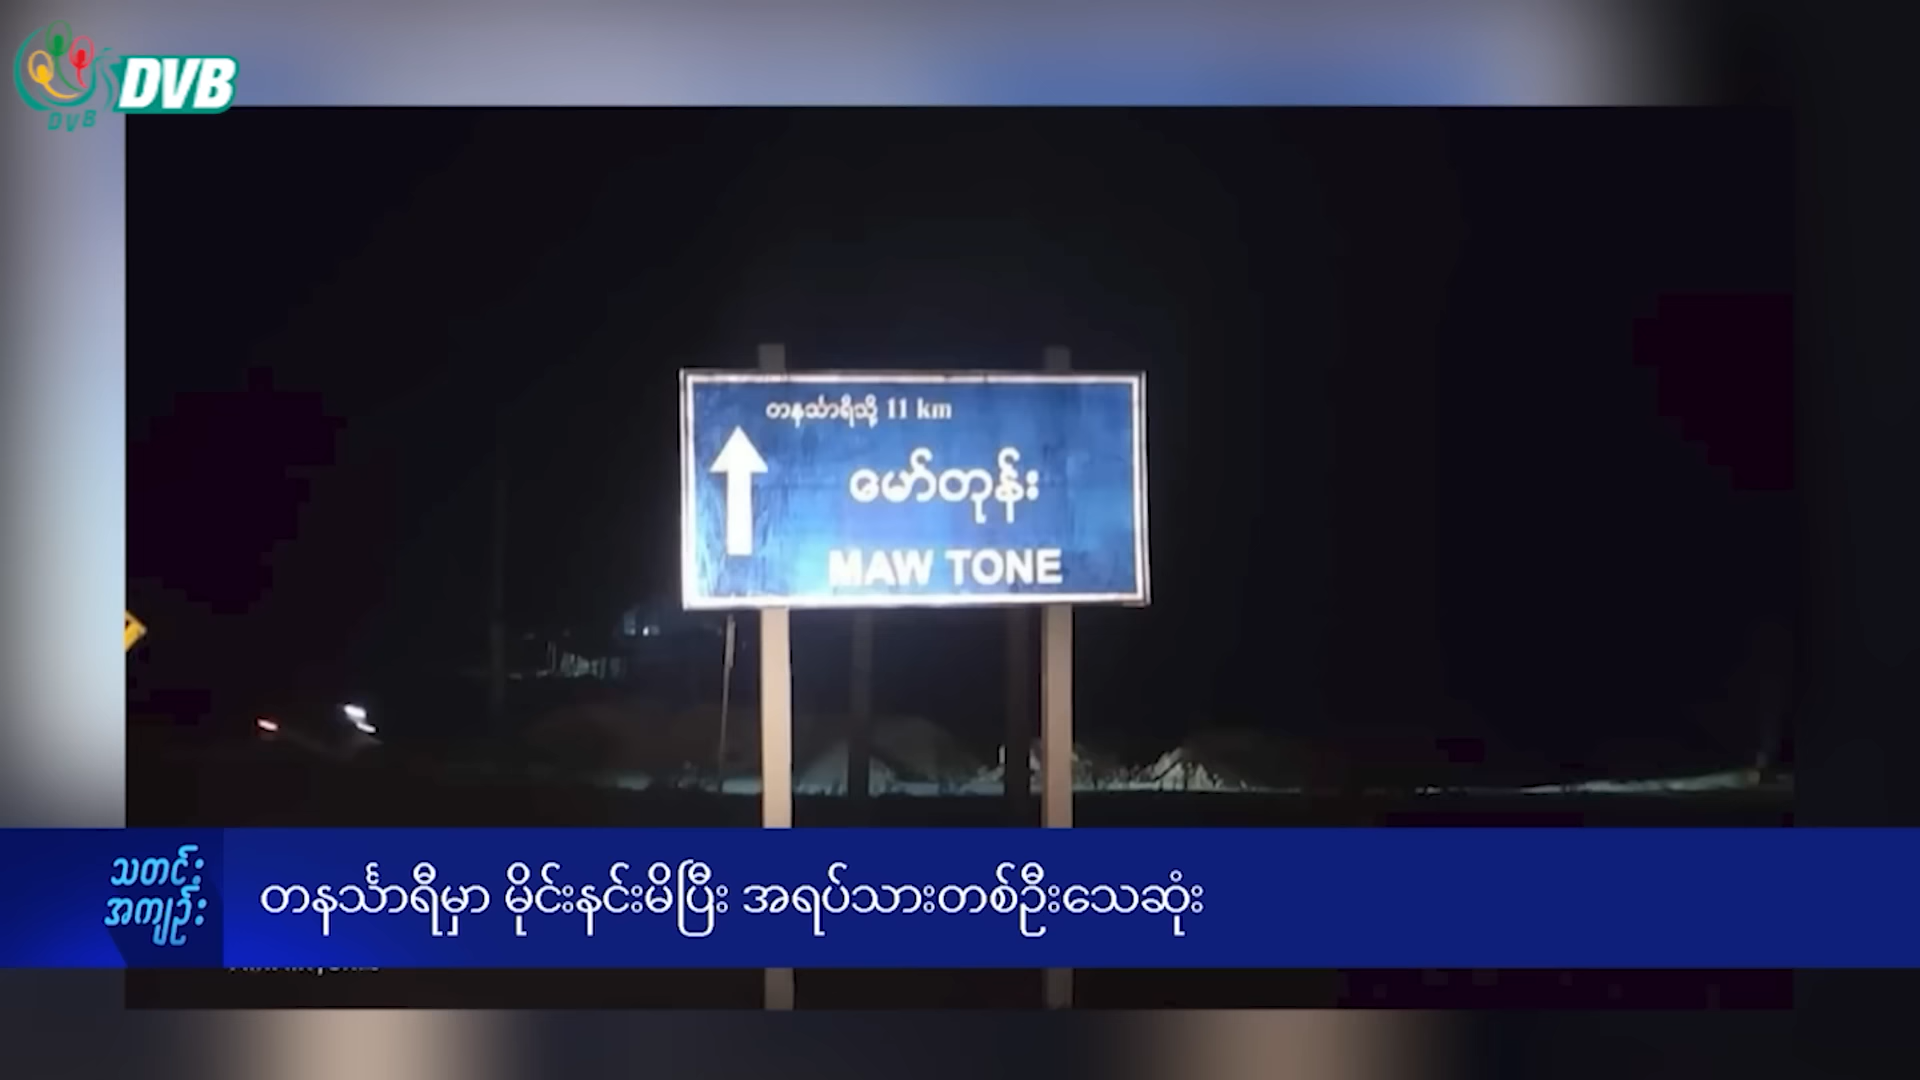 DVB
DVB
တနင်္သာရီသို့ 11 km
မော်တုန်း
MAW TONE
သတင်း
အကျဉ်း
တနင်္သာရီမှာ မိုင်းနင်းမိပြီး အရပ်သားတစ်ဦးသေဆုံး